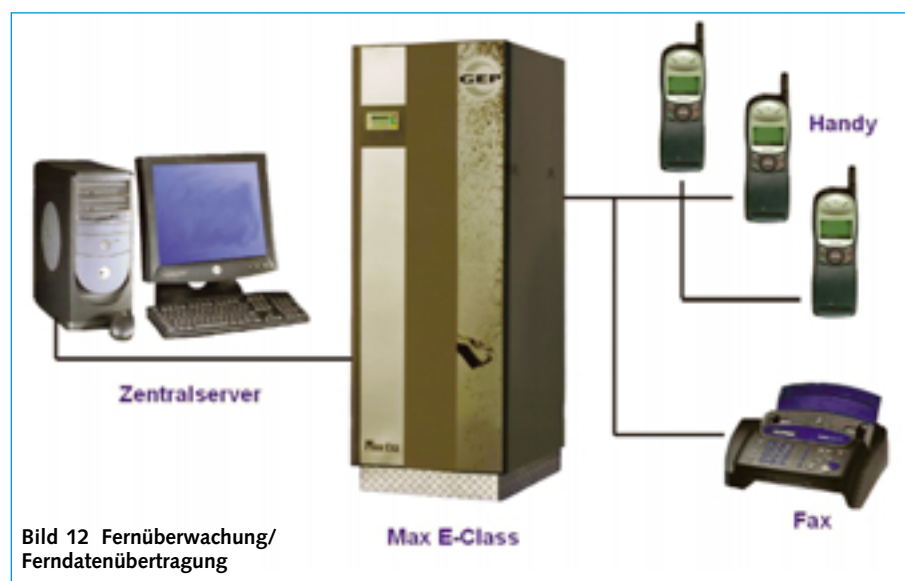 GEP
Handy
Zentralserver
Fax
Max E-Class
Bild 12 Fernüberwachung/
Ferndatenübertragung